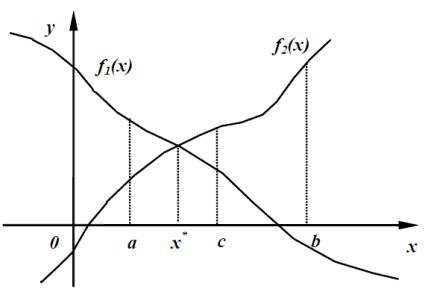 y
f₁(x)
f₂(x)
0 a x* c b x